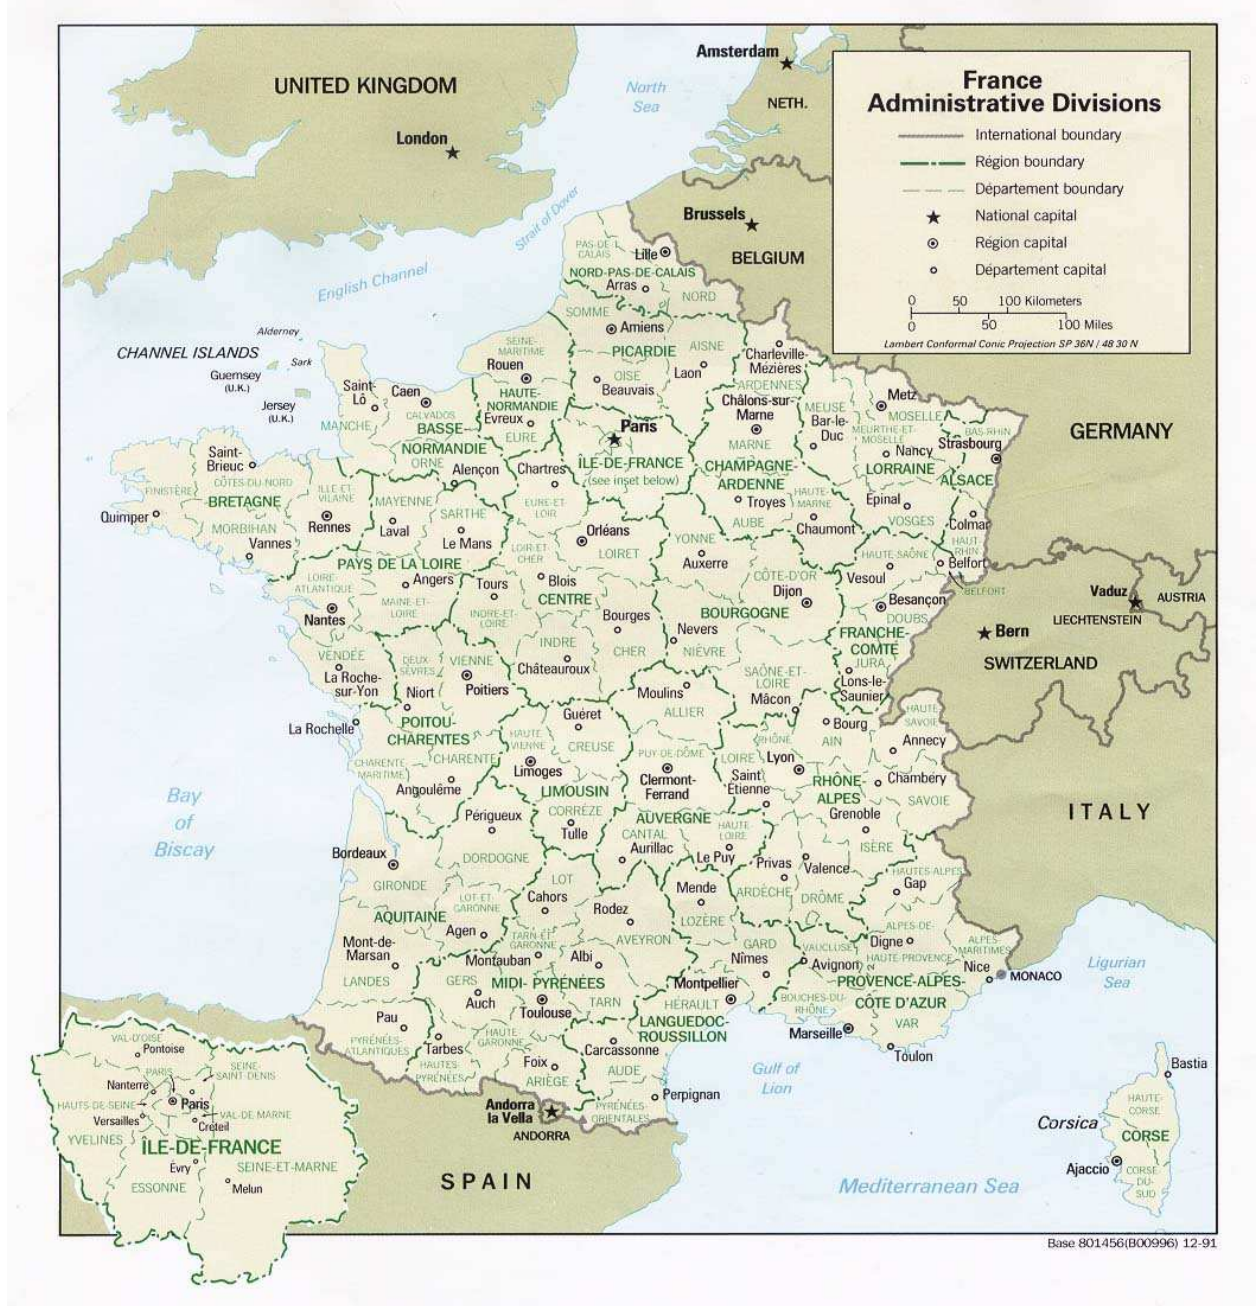 UNITED KINGDOM
London
North
Sea
Amsterdam
NETH.
France
Administrative Divisions
International boundary
Région boundary
Département boundary
National capital
Région capital
Département capital
0 50 100 Kilometers
0 50 100 Miles
Lambert Conformal Conic Projection SP 36N / 48 30 N
Strait of Dover
Brussels
BELGIUM
English Channel
PAS-DE-
CALAIS
Lille
NORD-PAS-DE-CALAIS
Arras
NORD
SOMME
Amiens
PICARDIE
AISNE
OISE
Laon
Beauvais
Alderney
CHANNEL ISLANDS
Sark
Guernsey
(U.K.)
Jersey
(U.K.)
SEINE-
MARITIME
Rouen
HAUTE-
NORMANDIE
Evreux
EURE
Saint-
Lô
Caen
CALVADOS
MANCHE
BASSE-
NORMANDIE
ORNE
Alençon
Charleville-
Mézières
ARDENNES
Châlons-sur-
Marne
MARNE
CHAMPAGNE-
ARDENNE
Troyes
HAUTE-
MARNE
AUBE
Chaumont
Metz
MEUSE
MOSELLE
Bar-le-
Duc
MEURTHE-ET-
MOSELLE
Nancy
LORRAINE
Epinal
VOSGES
BAS-RHIN
Strasbourg
ALSACE
Colmar
HAUT
RHIN
GERMANY
Paris
ÎLE-DE-FRANCE
(see inset below)
Saint-
Brieuc
CÔTES-DU-NORD
FINISTÈRE
BRETAGNE
ILLE-ET-
VILAINE
Quimper
MORBIHAN
Rennes
Vannes
MAYENNE
SARTHE
Laval
Le Mans
PAYS DE LA LOIRE
LOIRE
ATLANTIQUE
Angers
MAINE-ET-
LOIRE
Nantes
VENDÉE
La Roche-
sur-Yon
Chartres
EURE-ET-
LOIR
Orléans
LOIRET
LOIR-ET
CHER
Tours
Blois
CENTRE
INDRE-ET-
LOIRE
Bourges
INDRE
CHER
Châteauroux
YONNE
Auxerre
CÔTE-D'OR
Dijon
BOURGOGNE
Nevers
NIÈVRE
SAÔNE-ET-
LOIRE
Mâcon
HAUTE-SAÔNE
Vesoul
Belfort
BELFORT
Besançon
DOUBS
FRANCHE-
COMTÉ
JURA
Lons-le-
Saunier
Vaduz
AUSTRIA
LIECHTENSTEIN
Bern
SWITZERLAND
DEUX-
SÈVRES
VIENNE
Niort
Poitiers
La Rochelle
POITOU-
CHARENTES
CHARENTE
MARITIME
CHARENTE
Angoulême
Guéret
HAUTE
VIENNE
CREUSE
Limoges
LIMOUSIN
CORRÈZE
Tulle
Moulins
ALLIER
PUY-DE-DÔME
Clermont-
Ferrand
AUVERGNE
CANTAL
Aurillac
HAUTE-
LOIRE
Le Puy
RHÔNE
Bourg
AIN
HAUTE
SAVOIE
Annecy
LOIRE
Lyon
Saint
Étienne
RHÔNE-
ALPES
Chambéry
SAVOIE
Grenoble
ISÈRE
Privas
Valence
ARDÈCHE
DRÔME
ITALY
Bay
of
Biscay
Périgueux
Bordeaux
DORDOGNE
GIRONDE
LOT-ET-
GARONNE
AQUITAINE
Agen
Mont-de-
Marsan
LANDES
Pau
PYRÉNÉES-
ATLANTIQUES
LOT
Cahors
Rodez
TARN-ET-
GARONNE
AVEYRON
Montauban
Albi
GERS
MIDI-PYRÉNÉES
Auch
TARN
Toulouse
HAUTE-
GARONNE
Tarbes
HAUTES
PYRÉNÉES
Foix
ARIÈGE
Mende
LOZÈRE
GARD
Nîmes
Montpellier
HÉRAULT
LANGUEDOC-
ROUSSILLON
Carcassonne
AUDE
Perpignan
PYRÉNÉES-
ORIENTALES
HAUTES-ALPES
Gap
ALPES-DE-
HAUTE PROVENCE
Digne
ALPES-
MARITIMES
VAUCLUSE
Avignon
Nice
MONACO
PROVENCE-ALPES-
CÔTE D'AZUR
BOUCHES-DU-
RHÔNE
VAR
Marseille
Toulon
Ligurian
Sea
Gulf of
Lion
Andorra
la Vella
ANDORRA
SPAIN
Mediterranean Sea
Corsica
Bastia
HAUTE-
CORSE
CORSE
Ajaccio
CORSE
DU-
SUD
VAL-D'OISE
Pontoise
PARIS
SEINE-
SAINT-DENIS
Nanterre
HAUTS-DE-SEINE
Paris
VAL-DE MARNE
Versailles
Créteil
YVELINES
ÎLE-DE-FRANCE
Évry
SEINE-ET-MARNE
ESSONNE
Melun
Base 801456(B00996) 12-91